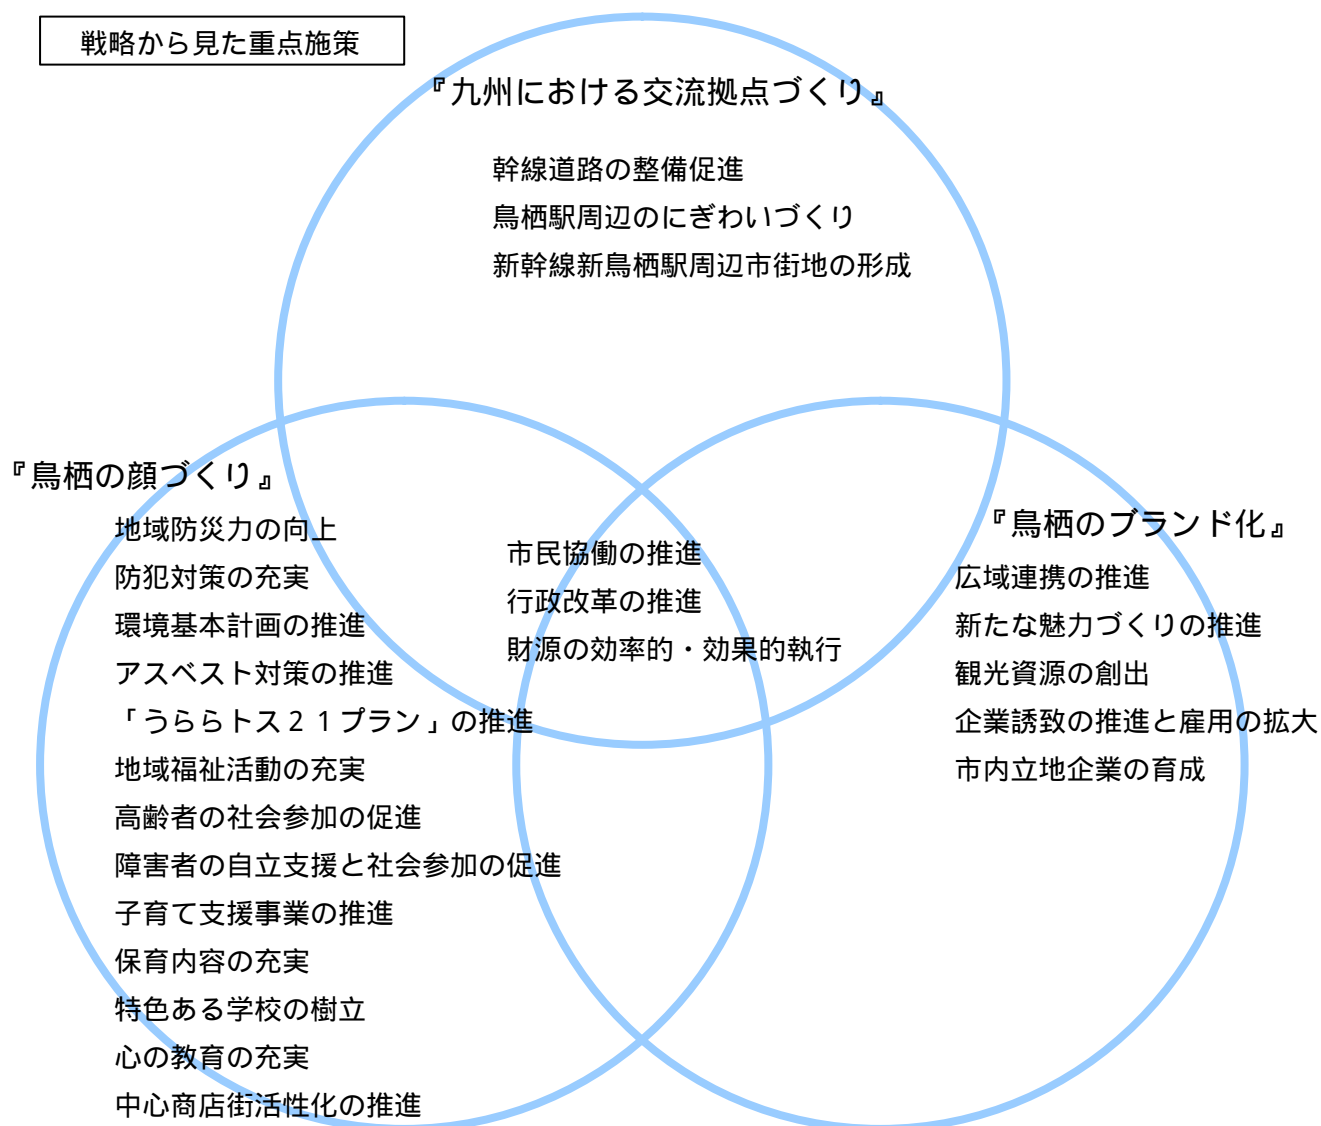 戦略から見た重点施策
『九州における交流拠点づくり』
幹線道路の整備促進
鳥栖駅周辺のにぎわいづくり
新幹線新鳥栖駅周辺市街地の形成
『鳥栖の顔づくり』
地域防災力の向上
防犯対策の充実
環境基本計画の推進
アスベスト対策の推進
「うららトス２１プラン」の推進
地域福祉活動の充実
高齢者の社会参加の促進
障害者の自立支援と社会参加の促進
子育て支援事業の推進
保育内容の充実
特色ある学校の樹立
心の教育の充実
中心商店街活性化の推進
市民協働の推進
行政改革の推進
財源の効率的・効果的執行
『鳥栖のブランド化』
広域連携の推進
新たな魅力づくりの推進
観光資源の創出
企業誘致の推進と雇用の拡大
市内立地企業の育成